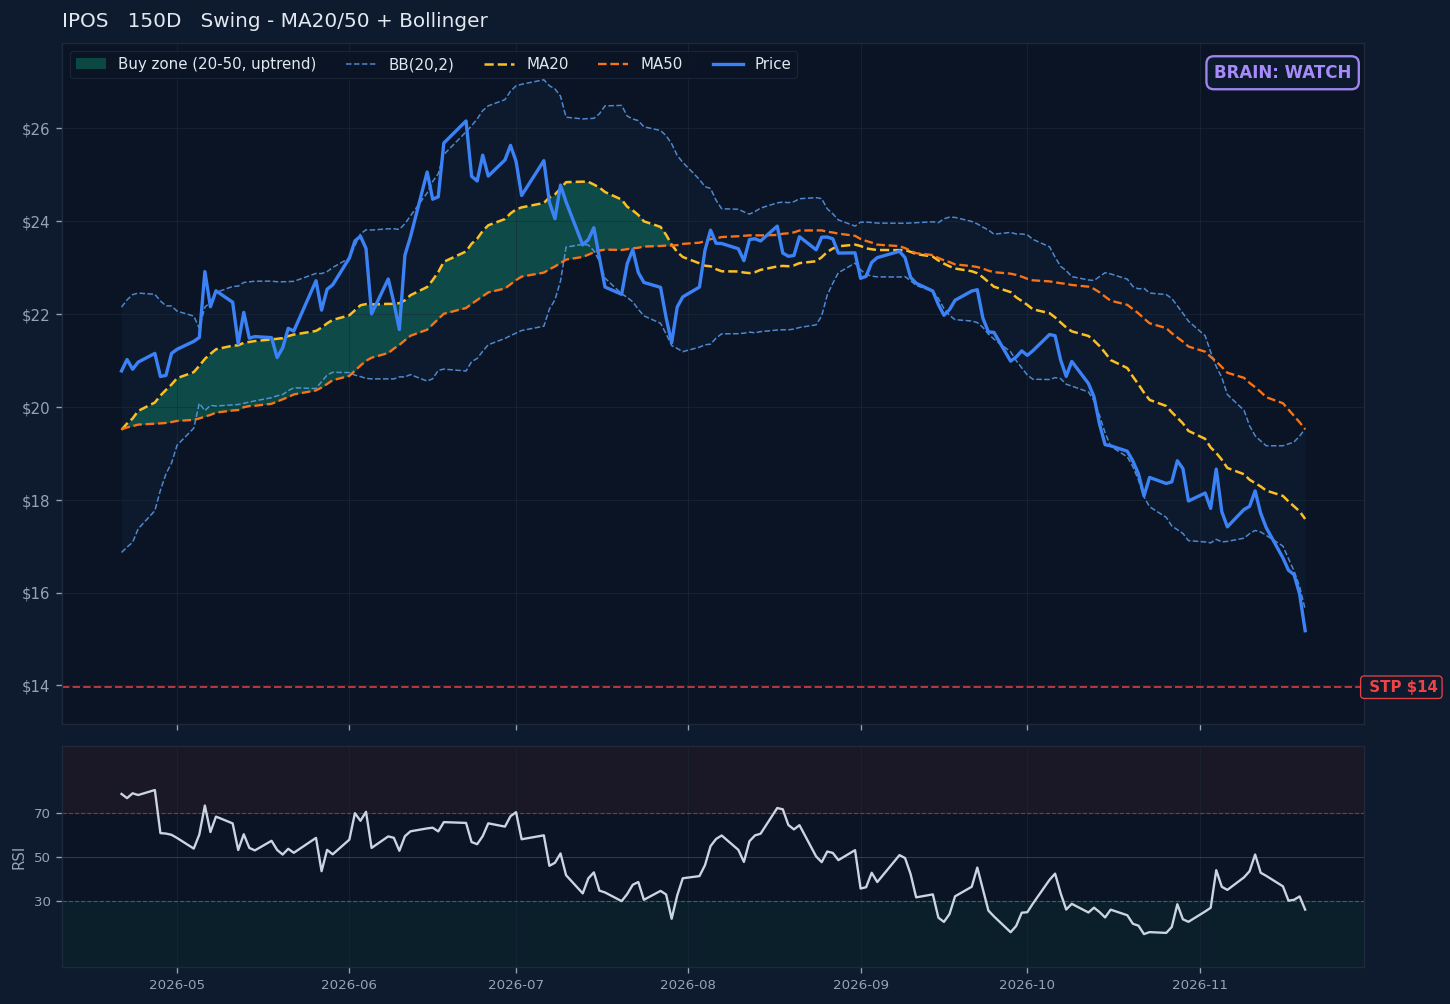 IPOS   150D   Swing - MA20/50 + Bollinger
Buy zone (20-50, uptrend)   BB(20,2)   MA20   MA50   Price
BRAIN: WATCH
$26
$24
$22
$20
$18
$16
$14
STP $14
RSI
70
50
30
2026-05   2026-06   2026-07   2026-08   2026-09   2026-10   2026-11